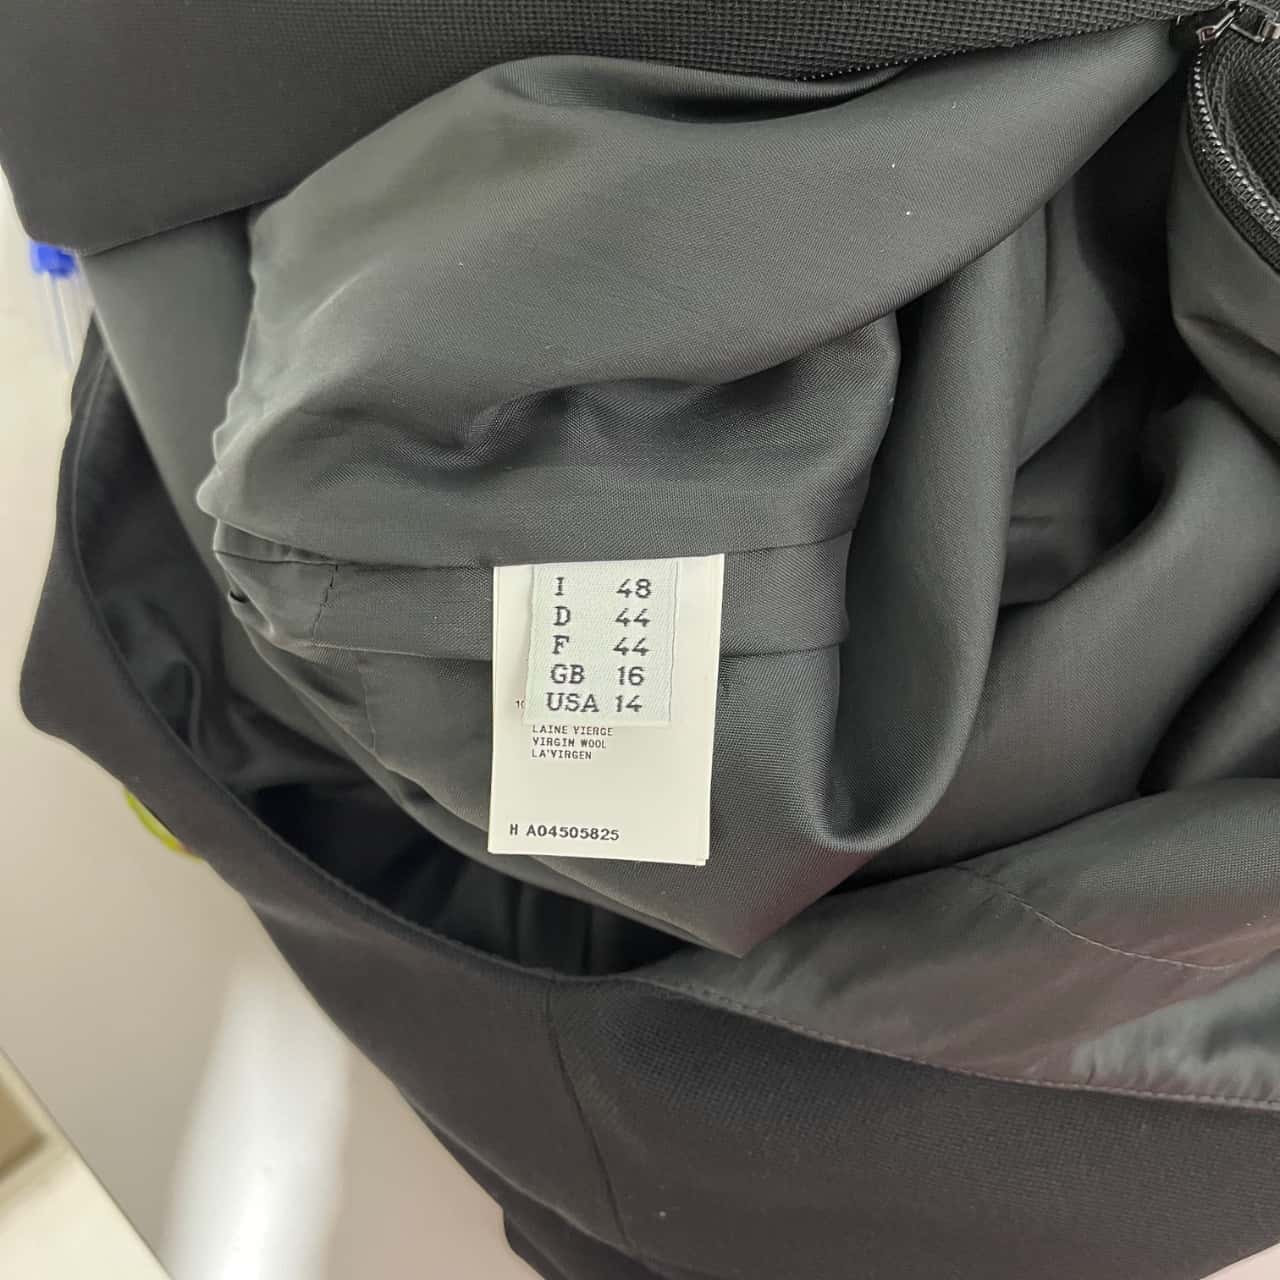 I 48
D 44
F 44
GB 16
USA 14
LAINE VIERGE
VIRGIN WOOL
LA'VIRGEN
H A04505825